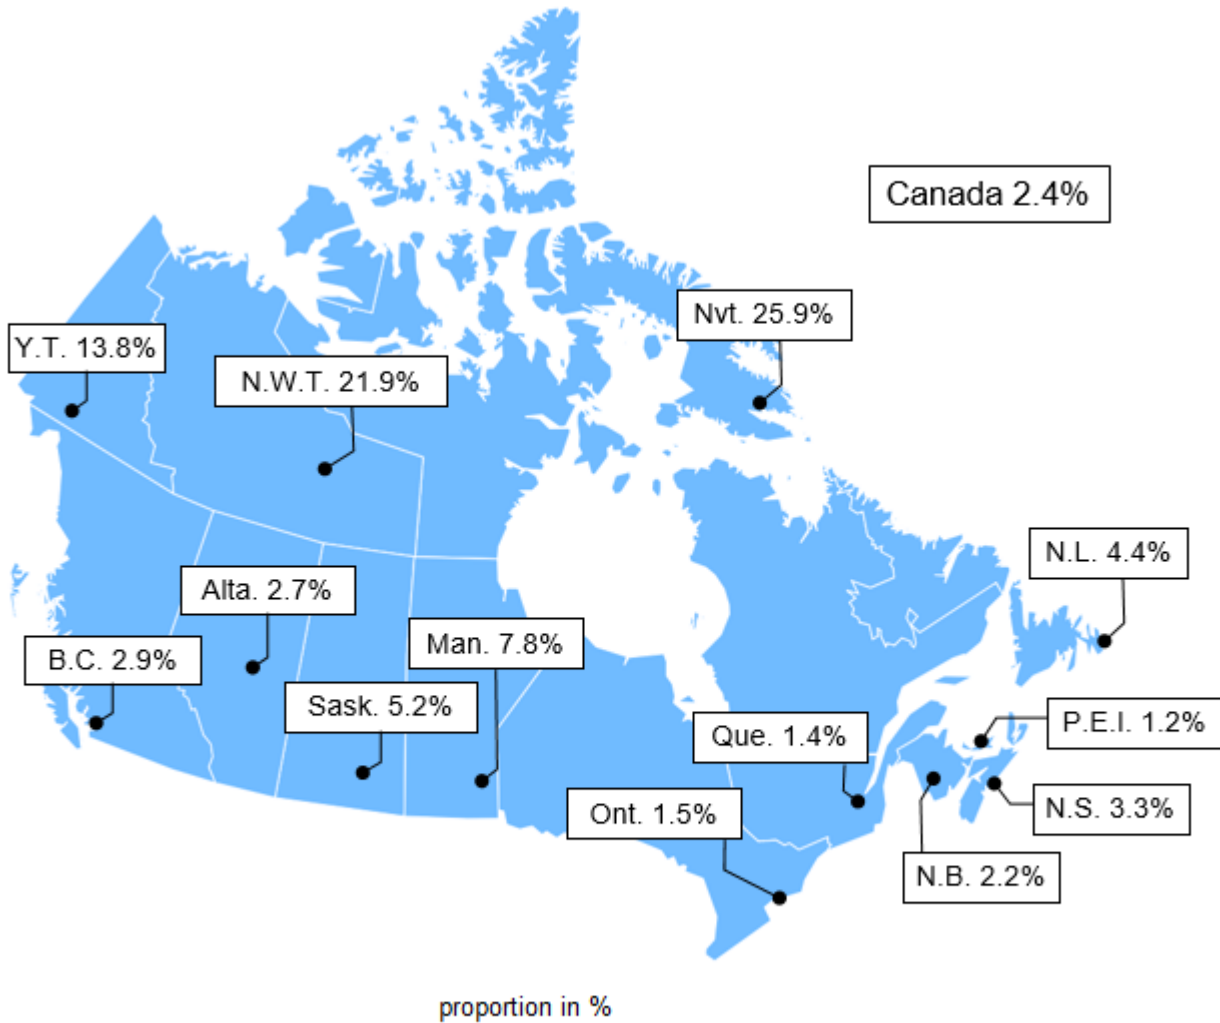 Canada 2.4%
Nvt. 25.9%
Y.T. 13.8%
N.W.T. 21.9%
N.L. 4.4%
Alta. 2.7%
Man. 7.8%
B.C. 2.9%
Sask. 5.2%
Que. 1.4%
P.E.I. 1.2%
Ont. 1.5%
N.S. 3.3%
N.B. 2.2%
proportion in %